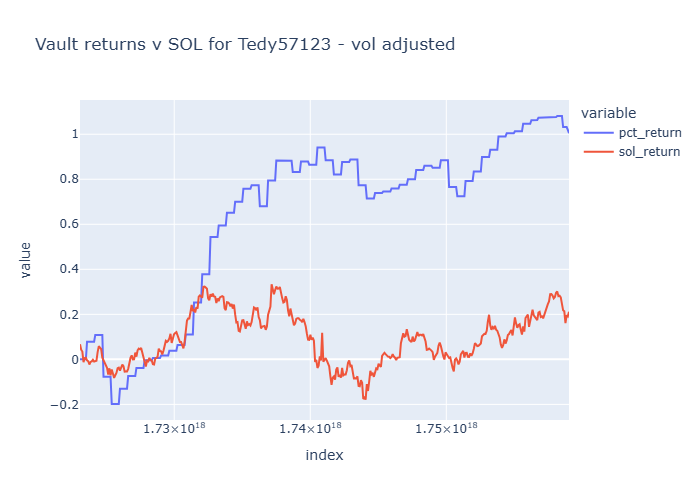 Vault returns v SOL for Tedy57123 - vol adjusted
variable
pct_return
sol_return
value
1
0.8
0.6
0.4
0.2
0
−0.2
1.73×10¹⁸
1.74×10¹⁸
1.75×10¹⁸
index